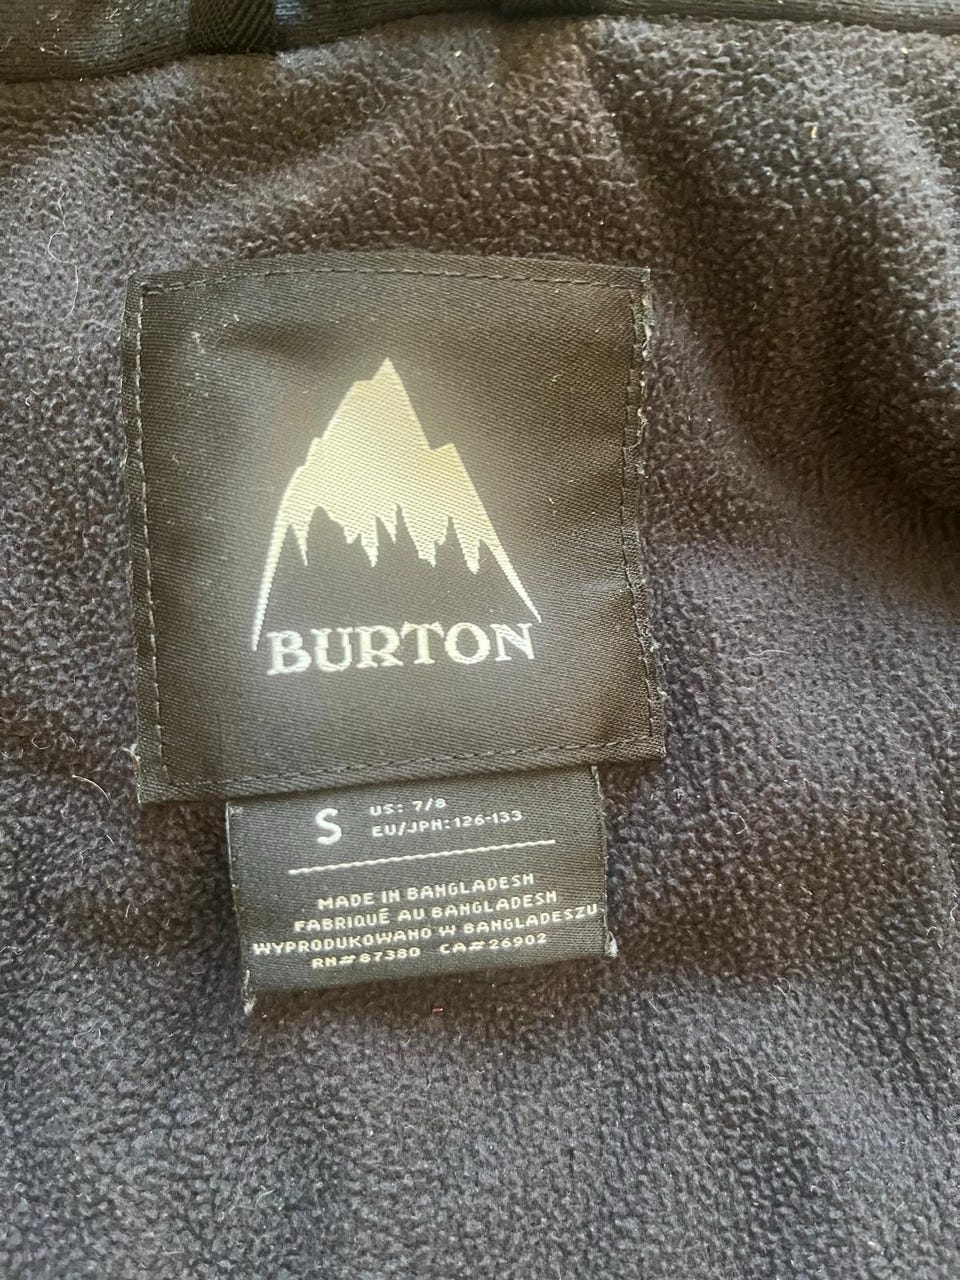 BURTON
S US: 7/8
EU/JPN: 126-133
MADE IN BANGLADESH
FABRIQUÉ AU BANGLADESH
WYPRODUKOWANO W BANGLADESZU
RN# 87380 CA# 26902